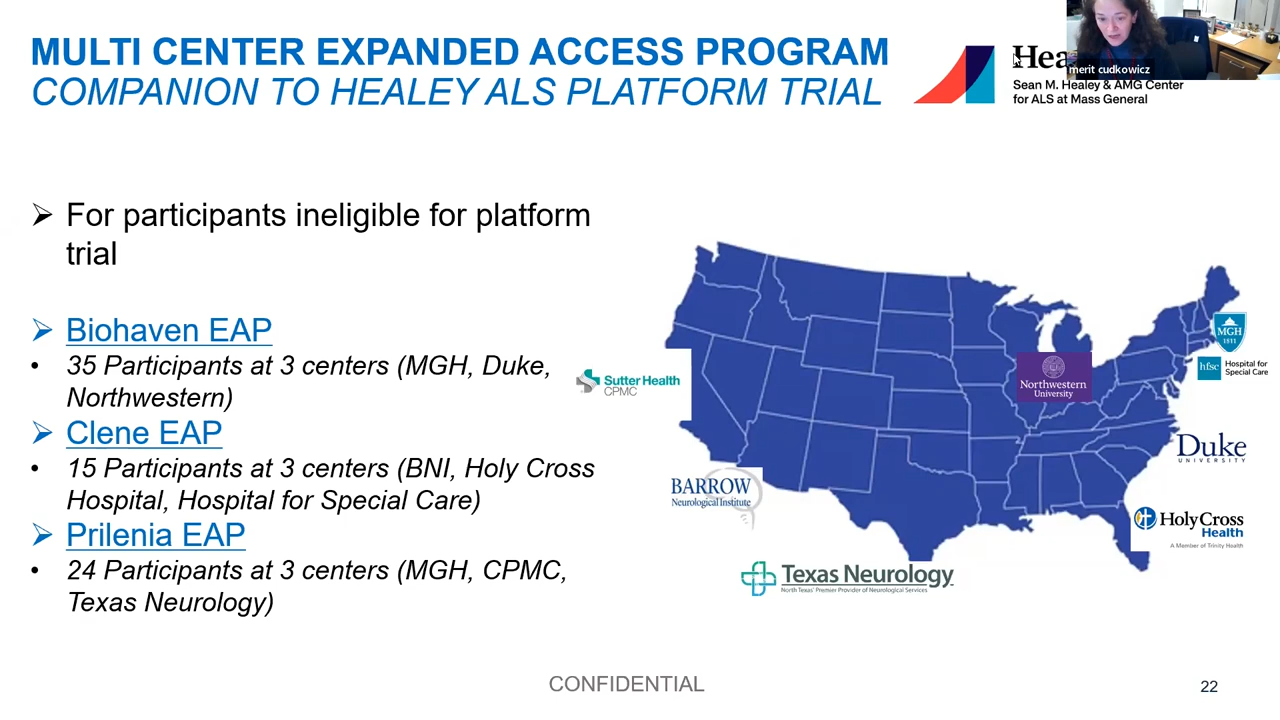 MULTI CENTER EXPANDED ACCESS PROGRAM
COMPANION TO HEALEY ALS PLATFORM TRIAL
merit cudkowicz
Sean M. Healey & AMG Center
for ALS at Mass General
➢ For participants ineligible for platform
trial
➢ Biohaven EAP
• 35 Participants at 3 centers (MGH, Duke,
Northwestern)
➢ Clene EAP
• 15 Participants at 3 centers (BNI, Holy Cross
Hospital, Hospital for Special Care)
➢ Prilenia EAP
• 24 Participants at 3 centers (MGH, CPMC,
Texas Neurology)
Sutter Health
CPMC
BARROW
Neurological Institute
Texas Neurology
North Texas' Premier Provider of Neurological Services
Northwestern
University
MGH
1811
hfsc
Hospital for
Special Care
Duke
UNIVERSITY
HolyCross
Health
A Member of Trinity Health
CONFIDENTIAL
22